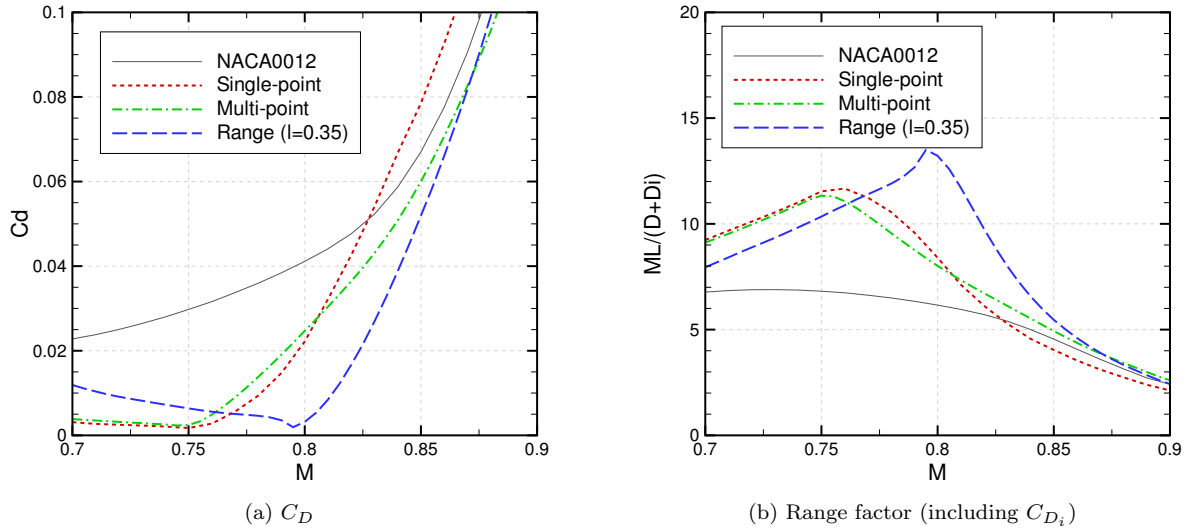 0.1
0.08
0.06
0.04
0.02
0
0.7
0.75
0.8
0.85
0.9
Cd
M
NACA0012
Single-point
Multi-point
Range (l=0.35)
(a) C_D
20
15
10
5
0
0.7
0.75
0.8
0.85
0.9
ML/(D+Di)
M
NACA0012
Single-point
Multi-point
Range (l=0.35)
(b) Range factor (including C_{D_i})